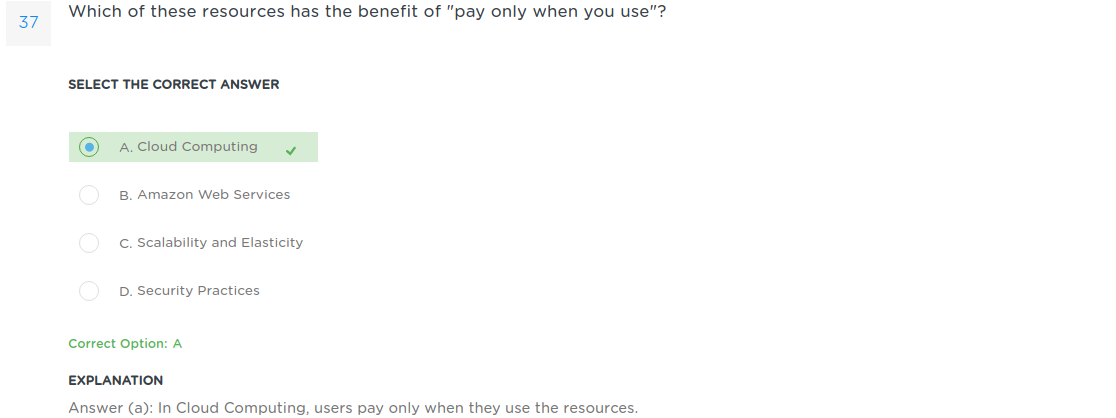 37
Which of these resources has the benefit of "pay only when you use"?
SELECT THE CORRECT ANSWER
A. Cloud Computing
B. Amazon Web Services
C. Scalability and Elasticity
D. Security Practices
Correct Option: A
EXPLANATION
Answer (a): In Cloud Computing, users pay only when they use the resources.